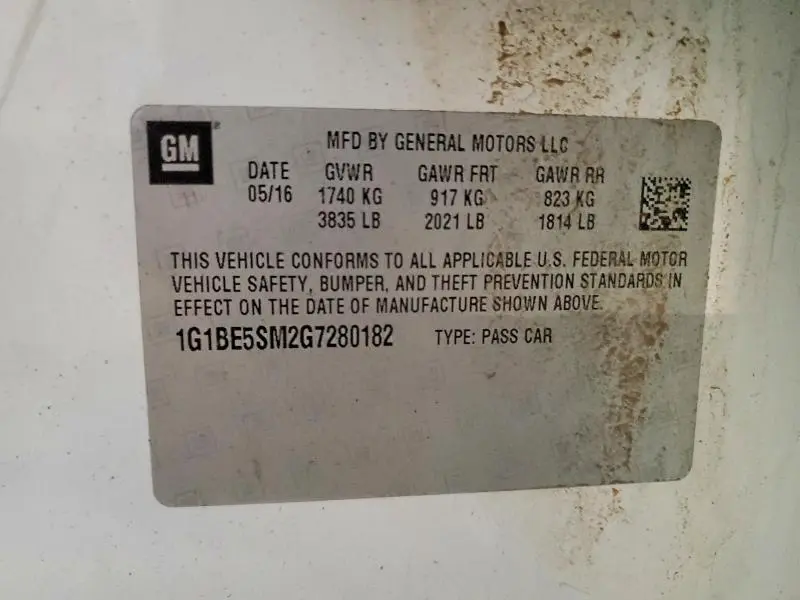 GM
MFD BY GENERAL MOTORS LLC
DATE GVWR GAWR FRT GAWR RR
05/16 1740 KG 917 KG 823 KG
3835 LB 2021 LB 1814 LB
THIS VEHICLE CONFORMS TO ALL APPLICABLE U.S. FEDERAL MOTOR
VEHICLE SAFETY, BUMPER, AND THEFT PREVENTION STANDARDS IN
EFFECT ON THE DATE OF MANUFACTURE SHOWN ABOVE.
1G1BE5SM2G7280182 TYPE: PASS CAR